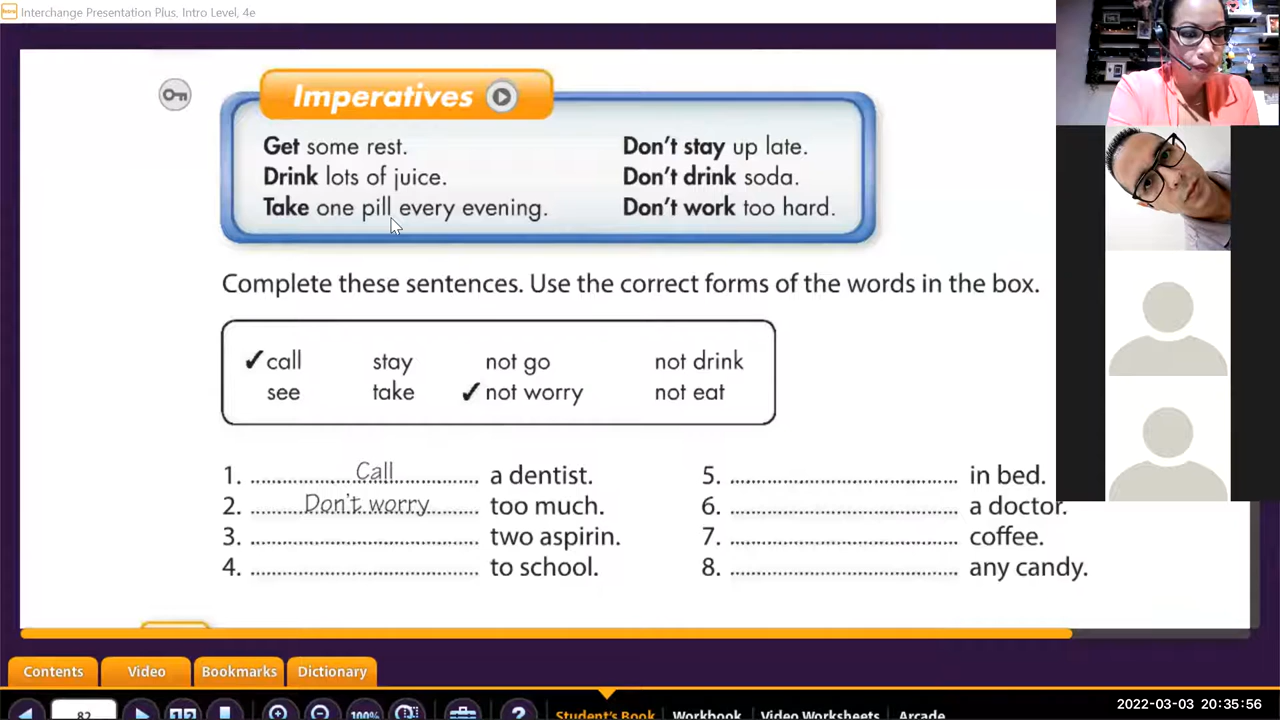 Interchange Presentation Plus, Intro Level, 4e
Imperatives
Get some rest. Don't stay up late.
Drink lots of juice. Don't drink soda.
Take one pill every evening. Don't work too hard.
Complete these sentences. Use the correct forms of the words in the box.
✓ call stay not go not drink
see take ✓ not worry not eat
1. Call a dentist. 5. in bed.
2. Don't worry too much. 6. a doctor.
3. two aspirin. 7. coffee.
4. to school. 8. any candy.
Contents Video Bookmarks Dictionary
82 100% ? Student's Book Workbook Video Worksheets Arcade
2022-03-03 20:35:56